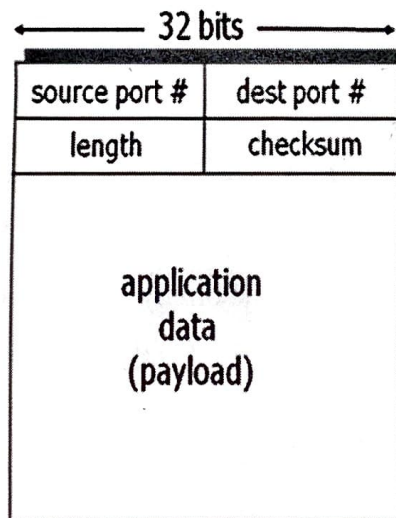 32 bits
source port # dest port #
length checksum
application
data
(payload)